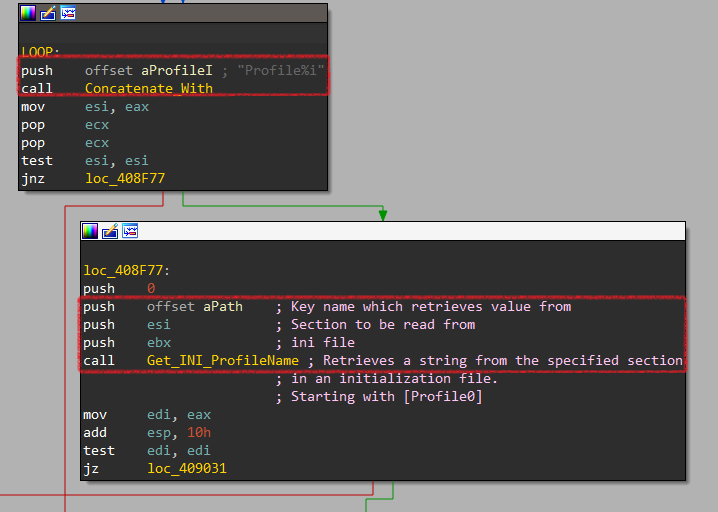 LOOP:
push offset aProfileI ; "Profile%i"
call Concatenate_With
mov esi, eax
pop ecx
pop ecx
test esi, esi
jnz loc_408F77
loc_408F77:
push 0
push offset aPath ; Key name which retrieves value from
push esi ; Section to be read from
push ebx ; ini file
call Get_INI_ProfileName ; Retrieves a string from the specified section
; in an initialization file.
; Starting with [Profile0]
mov edi, eax
add esp, 10h
test edi, edi
jz loc_409031